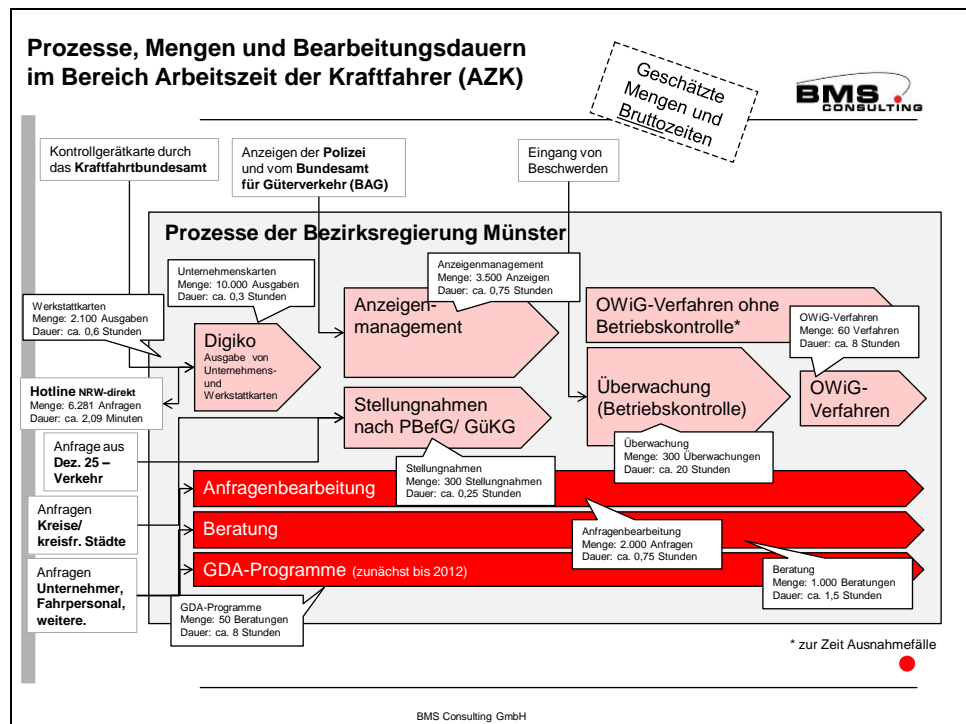 Prozesse, Mengen und Bearbeitungsdauern
im Bereich Arbeitszeit der Kraftfahrer (AZK)
Geschätzte
Mengen und
Bruttozeiten
BMS
CONSULTING
Kontrollgerätkarte durch
das Kraftfahrtbundesamt
Anzeigen der Polizei
und vom Bundesamt
für Güterverkehr (BAG)
Eingang von
Beschwerden
Prozesse der Bezirksregierung Münster
Werkstattkarten
Menge: 2.100 Ausgaben
Dauer: ca. 0,6 Stunden
Unternehmenskarten
Menge: 10.000 Ausgaben
Dauer: ca. 0,3 Stunden
Anzeigenmanagement
Menge: 3.500 Anzeigen
Dauer: ca. 0,75 Stunden
Digiko
Ausgabe von
Unternehmens-
und
Werkstattkarten
Anzeigen-
management
OWiG-Verfahren ohne
Betriebskontrolle*
OWiG-Verfahren
Menge: 60 Verfahren
Dauer: ca. 8 Stunden
Hotline NRW-direkt
Menge: 6.281 Anfragen
Dauer: ca. 2,09 Minuten
Stellungnahmen
nach PBefG/ GüKG
Überwachung
(Betriebskontrolle)
OWiG-
Verfahren
Anfrage aus
Dez. 25 –
Verkehr
Stellungnahmen
Menge: 300 Stellungnahmen
Dauer: ca. 0,25 Stunden
Überwachung
Menge: 300 Überwachungen
Dauer: ca. 20 Stunden
Anfragenbearbeitung
Anfragen
Kreise/
kreisfr. Städte
Beratung
Anfragenbearbeitung
Menge: 2.000 Anfragen
Dauer: ca. 0,75 Stunden
Anfragen
Unternehmer,
Fahrpersonal,
weitere.
GDA-Programme (zunächst bis 2012)
Beratung
Menge: 1.000 Beratungen
Dauer: ca. 1,5 Stunden
GDA-Programme
Menge: 50 Beratungen
Dauer: ca. 8 Stunden
* zur Zeit Ausnahmefälle
BMS Consulting GmbH